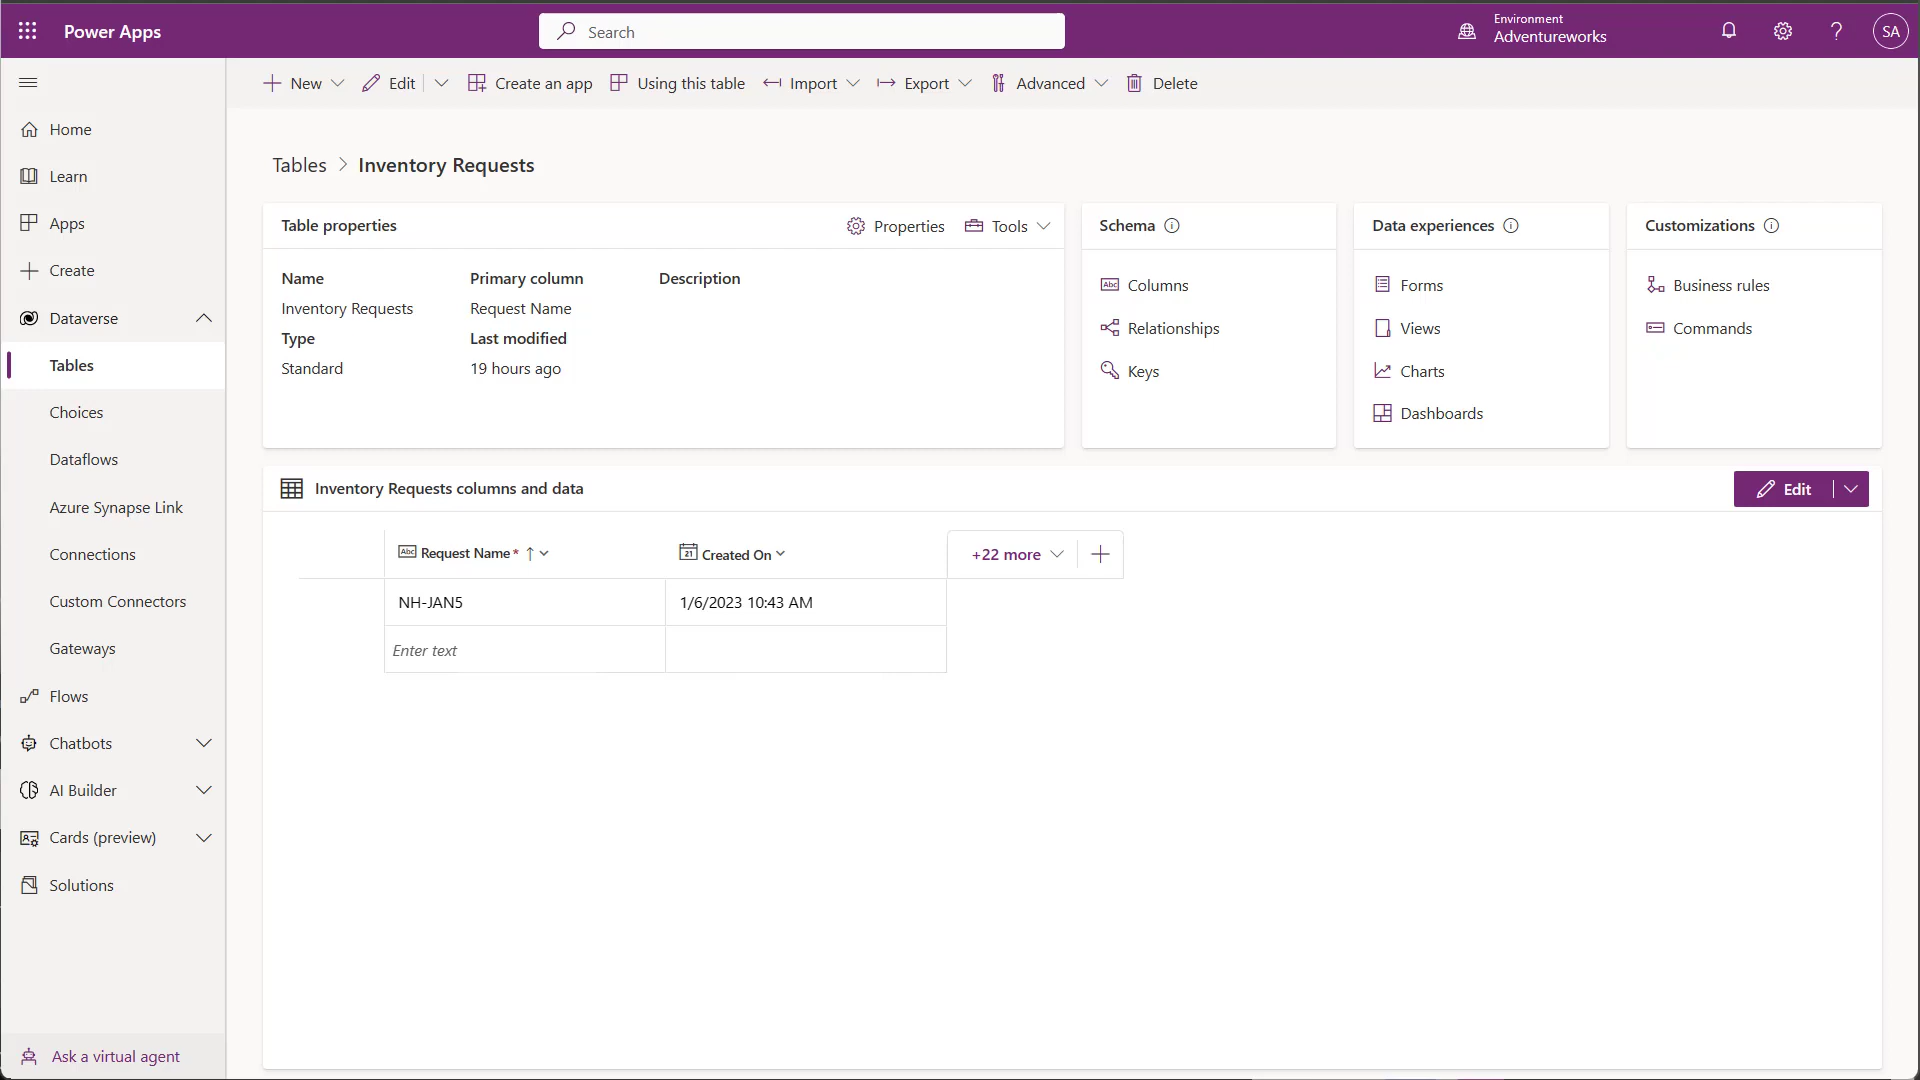 Power Apps
Search
Environment
Adventureworks
SA
New
Edit
Create an app
Using this table
Import
Export
Advanced
Delete
Home
Learn
Apps
Create
Dataverse
Tables
Choices
Dataflows
Azure Synapse Link
Connections
Custom Connectors
Gateways
Flows
Chatbots
AI Builder
Cards (preview)
Solutions
Ask a virtual agent
Tables > Inventory Requests
Table properties
Properties
Tools
Name
Primary column
Description
Inventory Requests
Request Name
Type
Last modified
Standard
19 hours ago
Schema
Columns
Relationships
Keys
Data experiences
Forms
Views
Charts
Dashboards
Customizations
Business rules
Commands
Inventory Requests columns and data
Edit
Abc Request Name * ↑
21 Created On
+22 more
NH-JAN5
1/6/2023 10:43 AM
Enter text